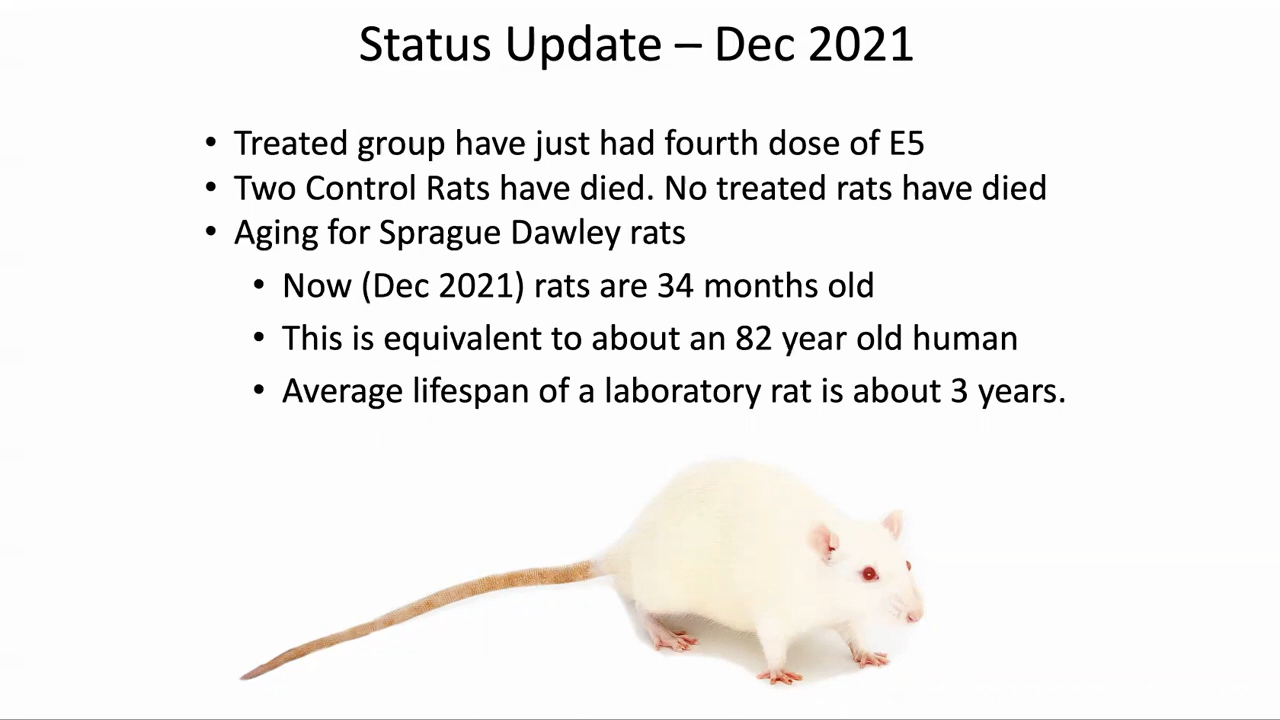 Status Update – Dec 2021
• Treated group have just had fourth dose of E5
• Two Control Rats have died. No treated rats have died
• Aging for Sprague Dawley rats
• Now (Dec 2021) rats are 34 months old
• This is equivalent to about an 82 year old human
• Average lifespan of a laboratory rat is about 3 years.